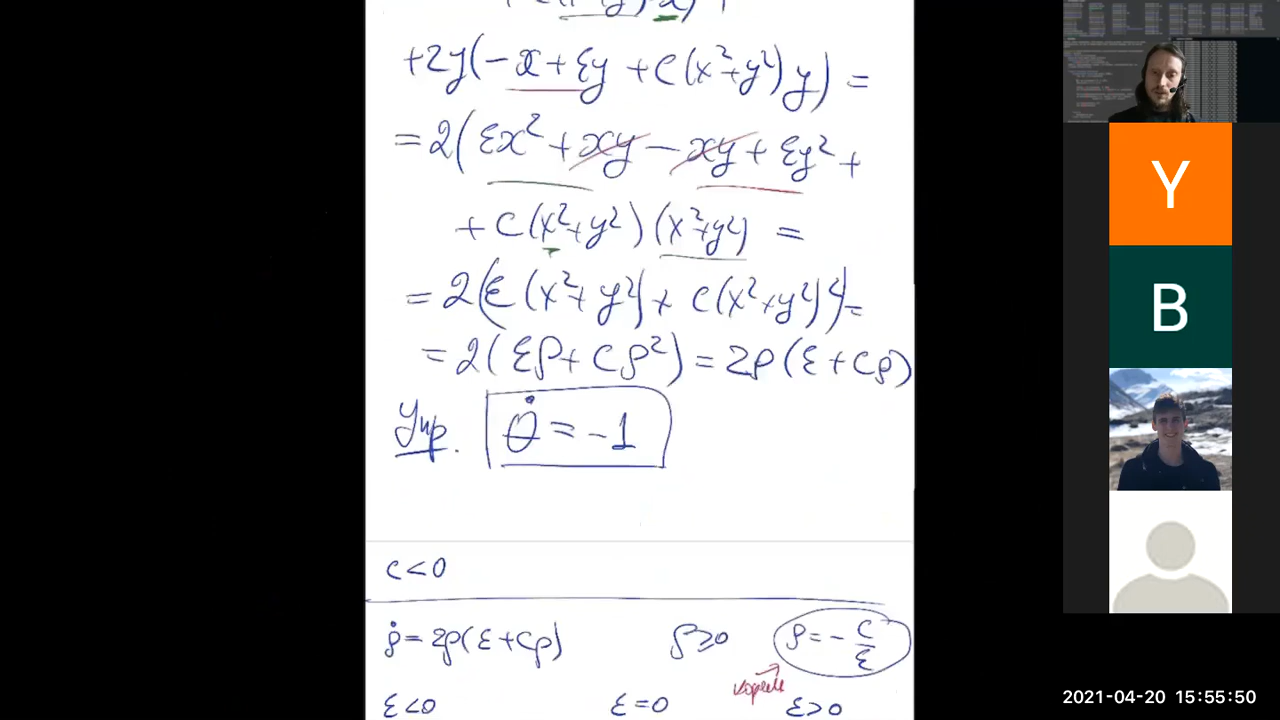 +2y(-x+εy +C(x²+y²)y) =
=2(εx²+xy-xy+εy²+
+C(x²+y²)(x²+y²) =
=2(ε(x²+y²)+C(x²+y²)²)=
=2(ερ+Cρ²)=2ρ(ε+Cρ)
Упр. θ̇=-1
C<0
ρ̇=2ρ(ε+Cρ) ρ≥0 ρ=-C/ε
корень
ε<0 ε=0 ε>0
Y
B
2021-04-20 15:55:50